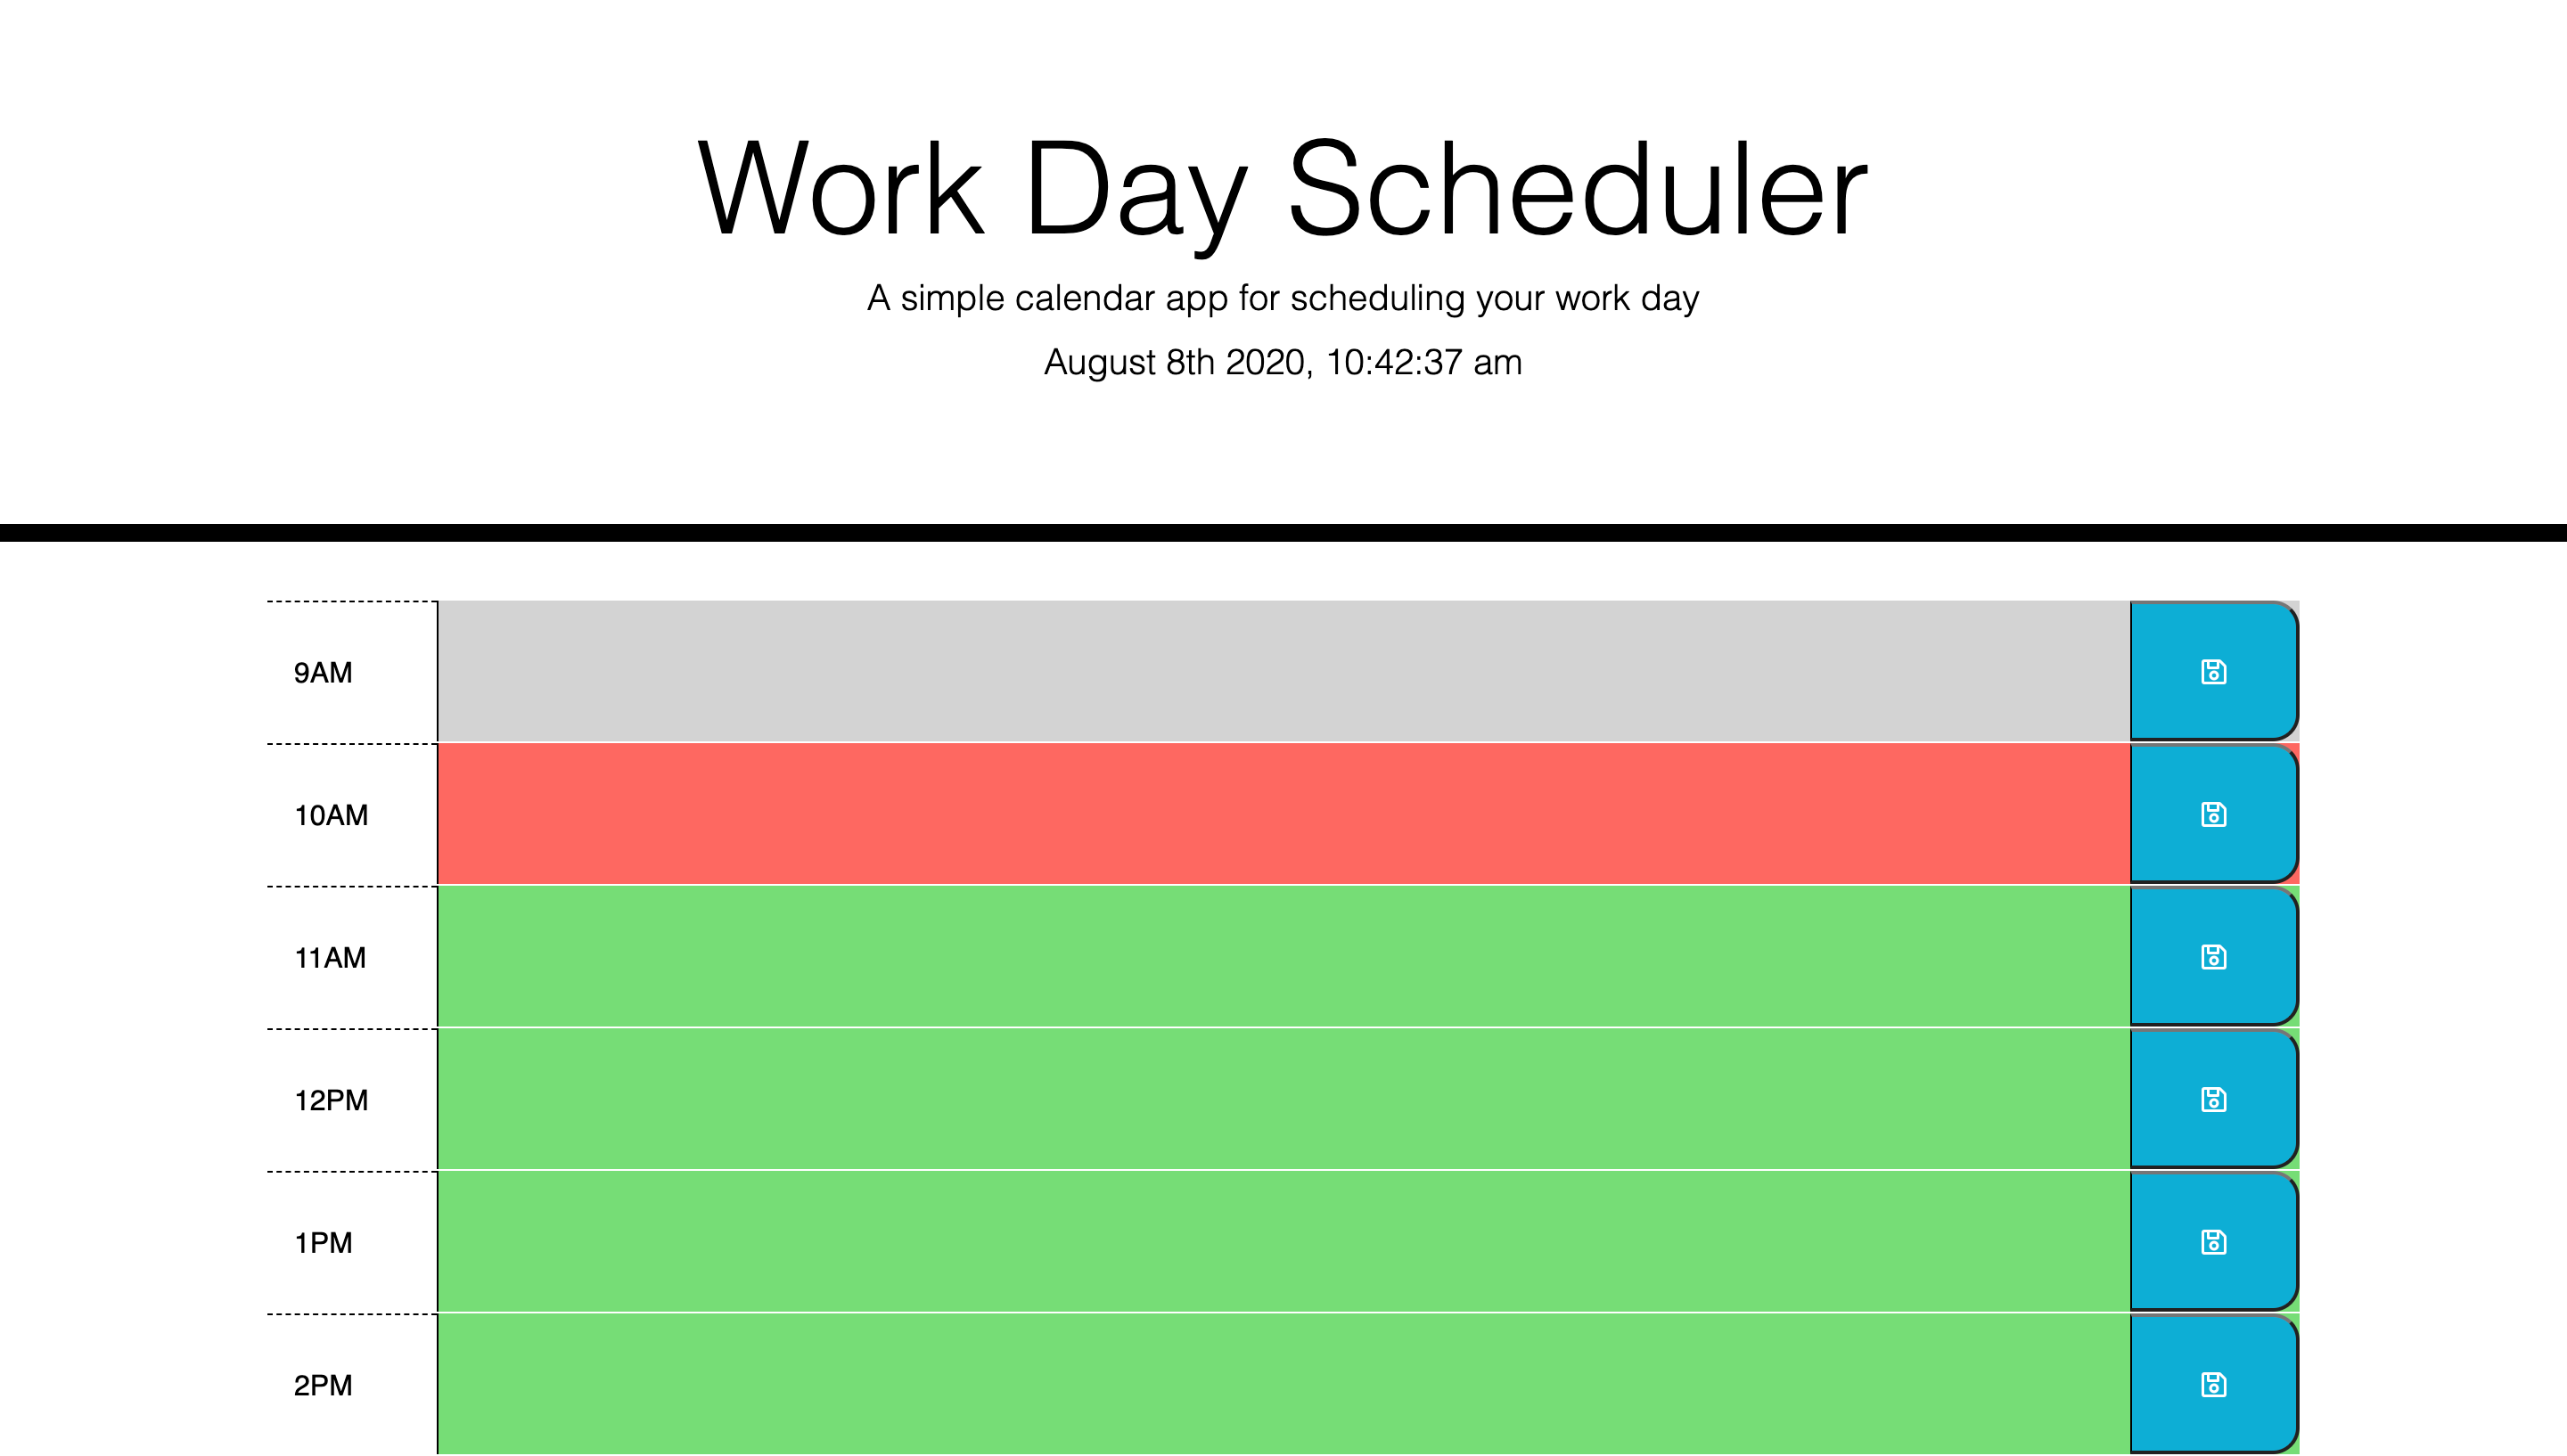 Work Day Scheduler
A simple calendar app for scheduling your work day
August 8th 2020, 10:42:37 am
9AM
10AM
11AM
12PM
1PM
2PM